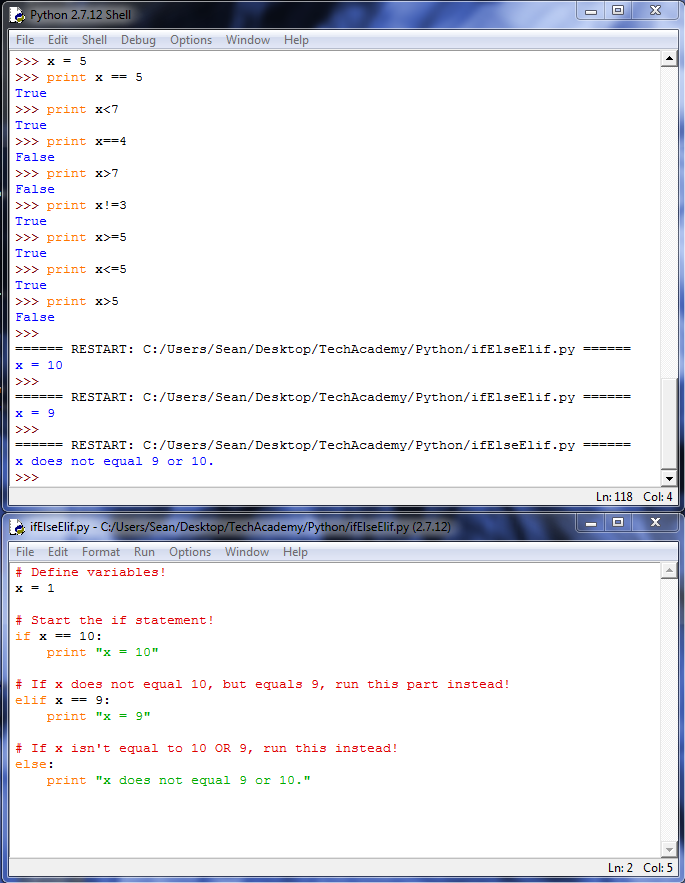 Python 2.7.12 Shell
File Edit Shell Debug Options Window Help
>>> x = 5
>>> print x == 5
True
>>> print x<7
True
>>> print x==4
False
>>> print x>7
False
>>> print x!=3
True
>>> print x>=5
True
>>> print x<=5
True
>>> print x>5
False
>>>
====== RESTART: C:/Users/Sean/Desktop/TechAcademy/Python/ifElseElif.py ======
x = 10
>>>
====== RESTART: C:/Users/Sean/Desktop/TechAcademy/Python/ifElseElif.py ======
x = 9
>>>
====== RESTART: C:/Users/Sean/Desktop/TechAcademy/Python/ifElseElif.py ======
x does not equal 9 or 10.
>>>
Ln: 118 Col: 4
ifElseElif.py - C:/Users/Sean/Desktop/TechAcademy/Python/ifElseElif.py (2.7.12)
File Edit Format Run Options Window Help
# Define variables!
x = 1
# Start the if statement!
if x == 10:
    print "x = 10"
# If x does not equal 10, but equals 9, run this part instead!
elif x == 9:
    print "x = 9"
# If x isn't equal to 10 OR 9, run this instead!
else:
    print "x does not equal 9 or 10."
Ln: 2 Col: 5